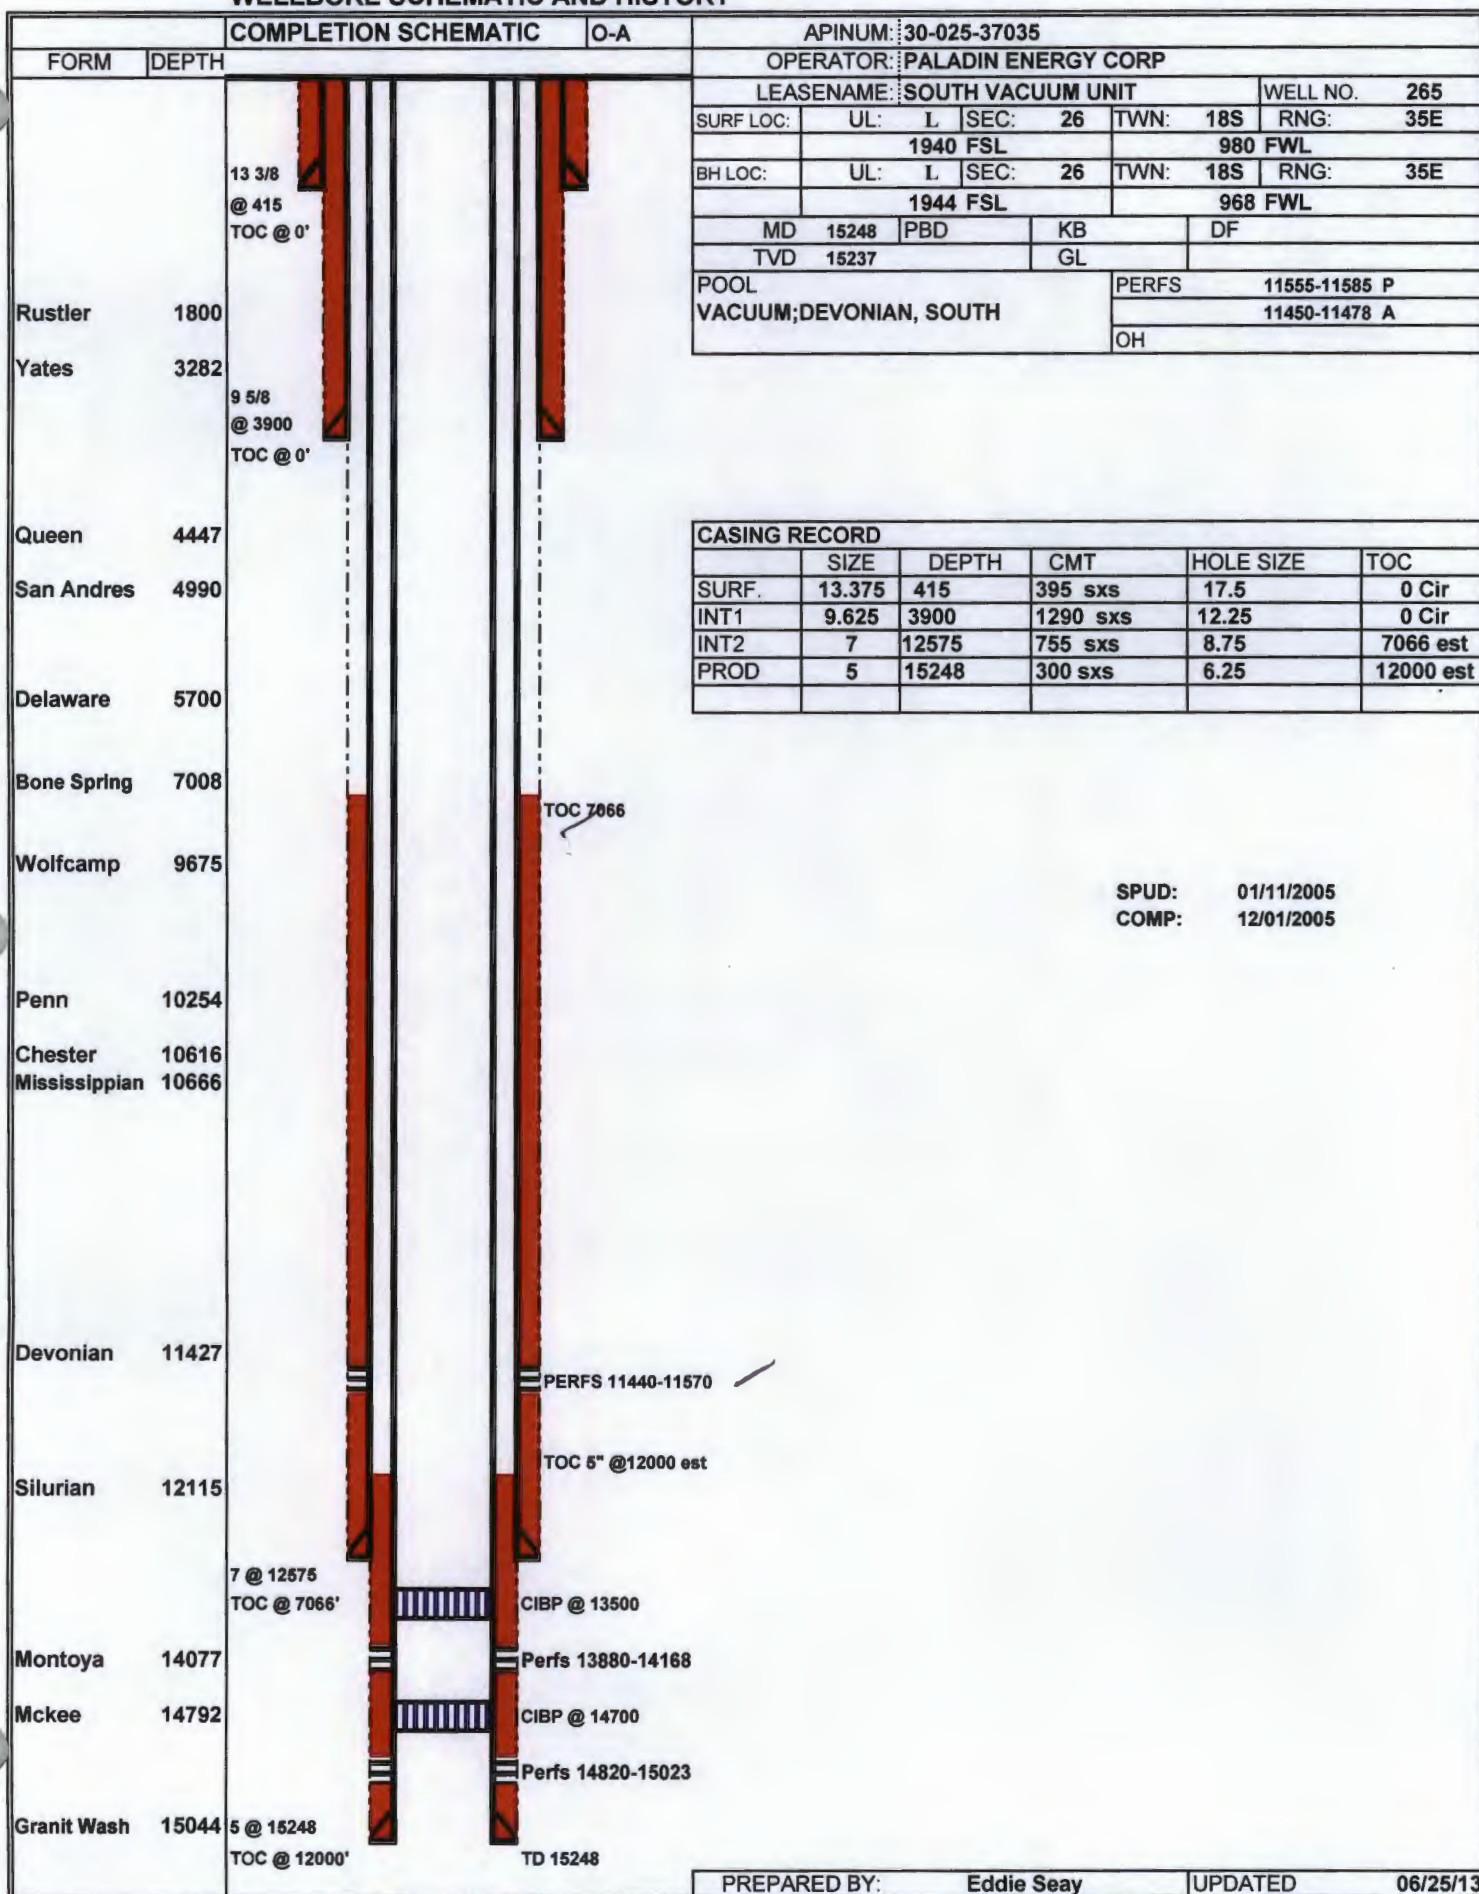 COMPLETION SCHEMATIC O-A
FORM DEPTH
13 3/8
@ 415
TOC @ 0'
Rustler 1800
Yates 3282
9 5/8
@ 3900
TOC @ 0'
Queen 4447
San Andres 4990
Delaware 5700
Bone Spring 7008
TOC 7066
Wolfcamp 9675
Penn 10254
Chester 10616
Mississippian 10666
Devonian 11427
PERFS 11440-11570
TOC 5" @12000 est
Silurian 12115
7 @ 12575
TOC @ 7066'
CIBP @ 13500
Montoya 14077
Perfs 13880-14168
Mckee 14792
CIBP @ 14700
Perfs 14820-15023
Granit Wash 15044
5 @ 15248
TOC @ 12000'
TD 15248
APINUM: 30-025-37035
OPERATOR: PALADIN ENERGY CORP
LEASENAME: SOUTH VACUUM UNIT WELL NO. 265
SURF LOC: UL: L SEC: 26 TWN: 18S RNG: 35E
1940 FSL 980 FWL
BH LOC: UL: L SEC: 26 TWN: 18S RNG: 35E
1944 FSL 968 FWL
MD 15248 PBD KB DF
TVD 15237 GL
POOL PERFS 11555-11585 P
VACUUM;DEVONIAN, SOUTH 11450-11478 A
OH
CASING RECORD
SIZE DEPTH CMT HOLE SIZE TOC
SURF. 13.375 415 395 sxs 17.5 0 Cir
INT1 9.625 3900 1290 sxs 12.25 0 Cir
INT2 7 12575 755 sxs 8.75 7066 est
PROD 5 15248 300 sxs 6.25 12000 est
SPUD: 01/11/2005
COMP: 12/01/2005
PREPARED BY: Eddie Seay UPDATED 06/25/13